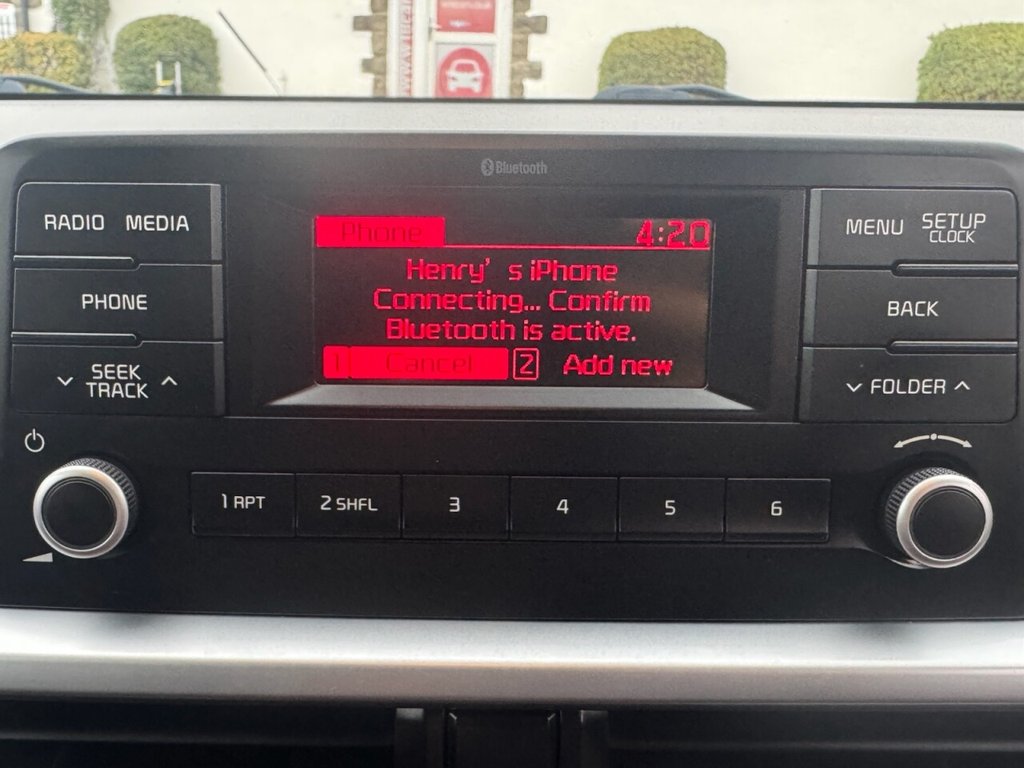 Bluetooth
RADIO MEDIA
PHONE
SEEK
TRACK
Phone 4:20
Henry's iPhone
Connecting... Confirm
Bluetooth is active.
1 Cancel 2 Add new
MENU SETUP
CLOCK
BACK
FOLDER
1 RPT 2 SHFL 3 4 5 6